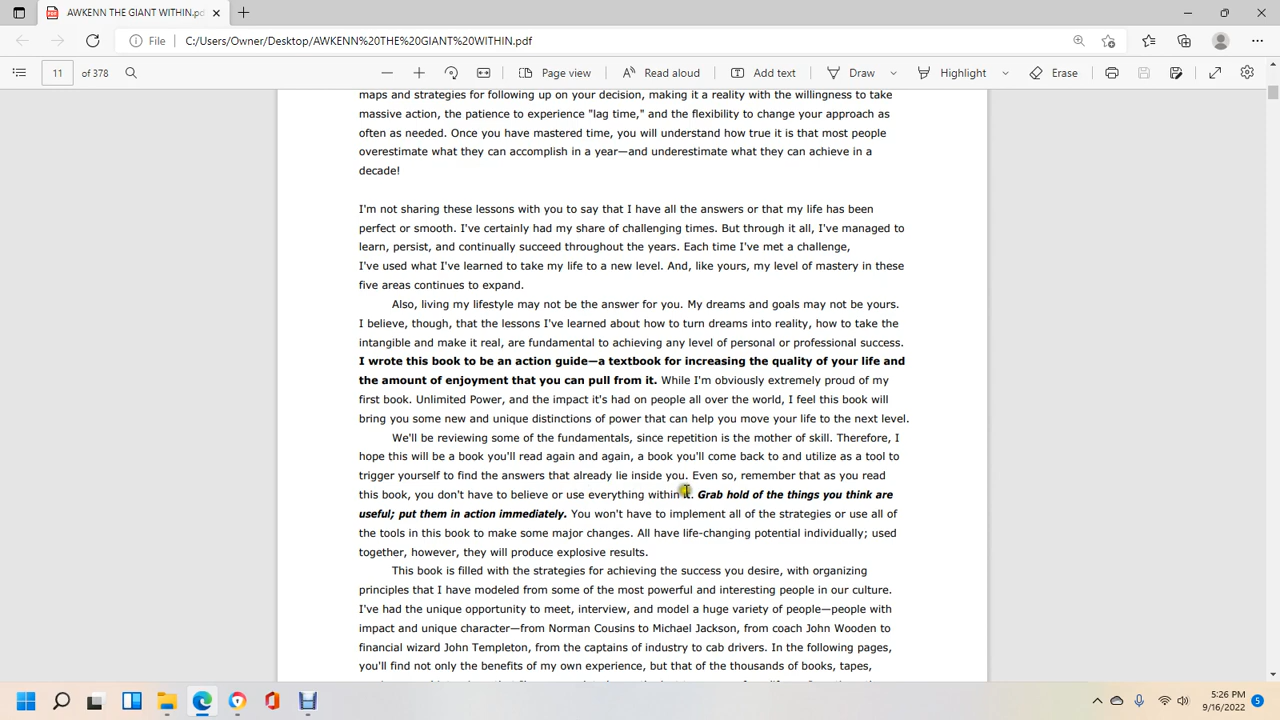 AWKENN THE GIANT WITHIN.pd
File
C:/Users/Owner/Desktop/AWKENN%20THE%20GIANT%20WITHIN.pdf
11 of 378
Page view
Read aloud
Add text
Draw
Highlight
Erase
maps and strategies for following up on your decision, making it a reality with the willingness to take
massive action, the patience to experience "lag time," and the flexibility to change your approach as
often as needed. Once you have mastered time, you will understand how true it is that most people
overestimate what they can accomplish in a year—and underestimate what they can achieve in a
decade!
I'm not sharing these lessons with you to say that I have all the answers or that my life has been
perfect or smooth. I've certainly had my share of challenging times. But through it all, I've managed to
learn, persist, and continually succeed throughout the years. Each time I've met a challenge,
I've used what I've learned to take my life to a new level. And, like yours, my level of mastery in these
five areas continues to expand.
Also, living my lifestyle may not be the answer for you. My dreams and goals may not be yours.
I believe, though, that the lessons I've learned about how to turn dreams into reality, how to take the
intangible and make it real, are fundamental to achieving any level of personal or professional success.
I wrote this book to be an action guide—a textbook for increasing the quality of your life and
the amount of enjoyment that you can pull from it. While I'm obviously extremely proud of my
first book. Unlimited Power, and the impact it's had on people all over the world, I feel this book will
bring you some new and unique distinctions of power that can help you move your life to the next level.
We'll be reviewing some of the fundamentals, since repetition is the mother of skill. Therefore, I
hope this will be a book you'll read again and again, a book you'll come back to and utilize as a tool to
trigger yourself to find the answers that already lie inside you. Even so, remember that as you read
this book, you don't have to believe or use everything within it. Grab hold of the things you think are
useful; put them in action immediately. You won't have to implement all of the strategies or use all of
the tools in this book to make some major changes. All have life-changing potential individually; used
together, however, they will produce explosive results.
This book is filled with the strategies for achieving the success you desire, with organizing
principles that I have modeled from some of the most powerful and interesting people in our culture.
I've had the unique opportunity to meet, interview, and model a huge variety of people—people with
impact and unique character—from Norman Cousins to Michael Jackson, from coach John Wooden to
financial wizard John Templeton, from the captains of industry to cab drivers. In the following pages,
you'll find not only the benefits of my own experience, but that of the thousands of books, tapes,
5:26 PM
9/16/2022
5